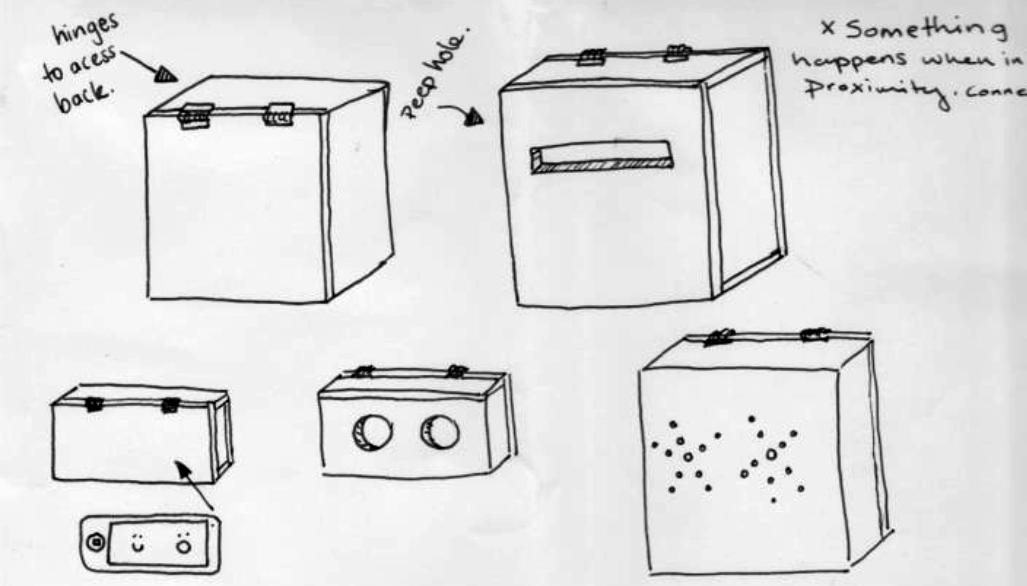 hinges
to acess
back.
Peep hole.
x Something
happens when in
Proximity. conne